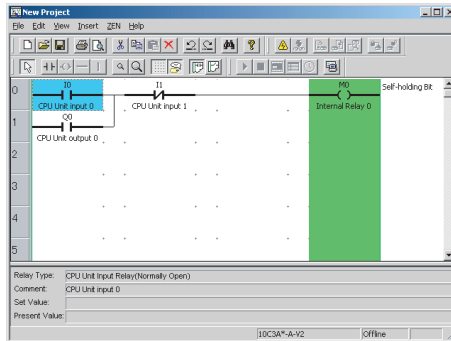 New Project
File Edit View Insert ZEN Help
0 I0 I1 M0 Self-holding Bit
CPU Unit input 0 CPU Unit input 1 Internal Relay 0
1 Q0
CPU Unit output 0
2
3
4
5
Relay Type: CPU Unit Input Relay(Normally Open)
Comment: CPU Unit input 0
Set Value:
Present Value:
10C3A*-A-V2 Offline